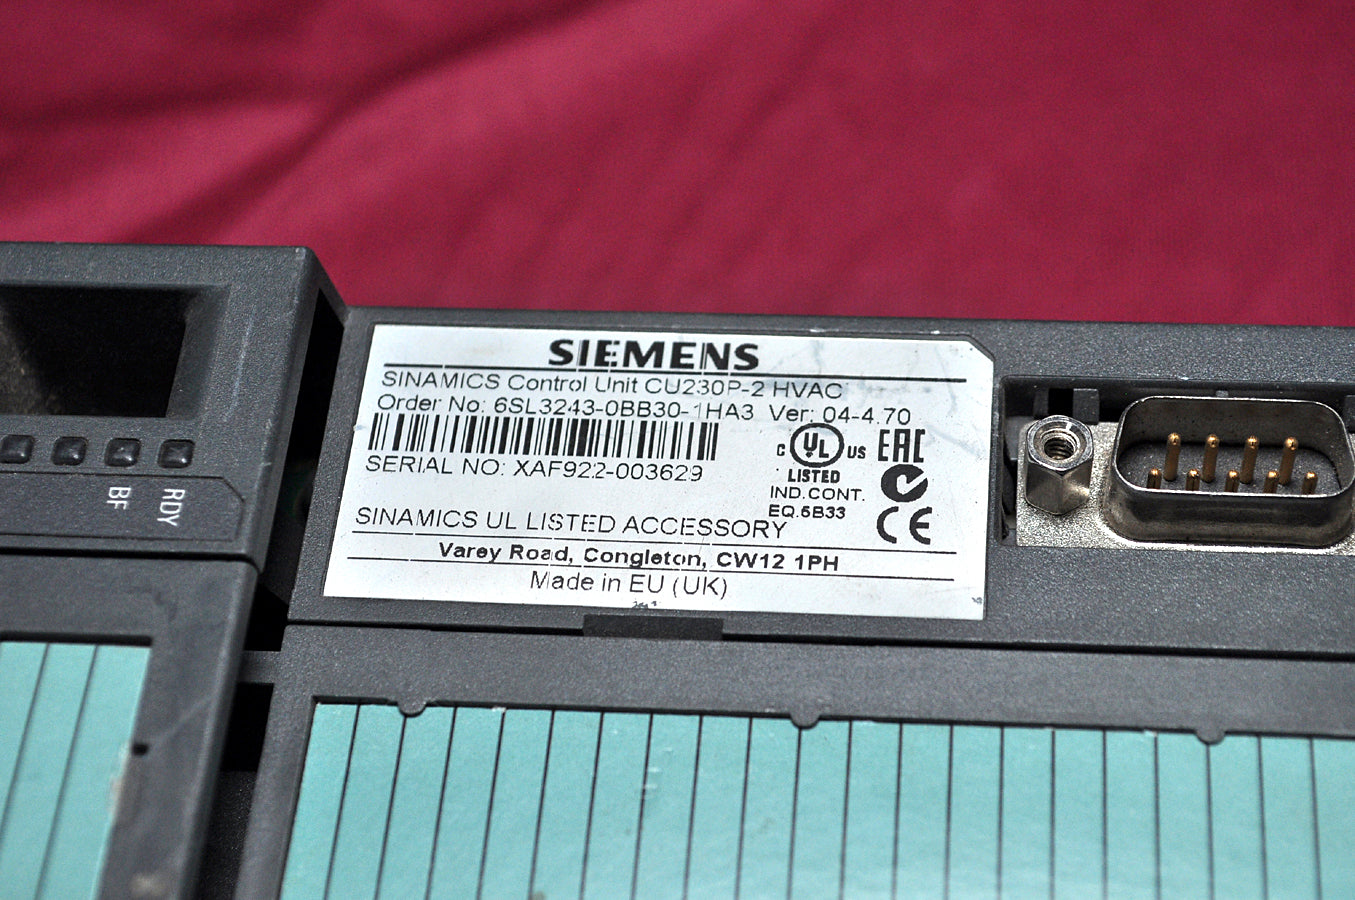 SIEMENS
SINAMICS Control Unit CU230P-2 HVAC
Order No: 6SL3243-0BB30-1HA3 Ver: 04-4.70
C UL US EAC
LISTED
SERIAL NO: XAF922-003629
IND.CONT.
EQ.6B33
CE
SINAMICS UL LISTED ACCESSORY
Varey Road, Congleton, CW12 1PH
Made in EU (UK)
RDY
BF